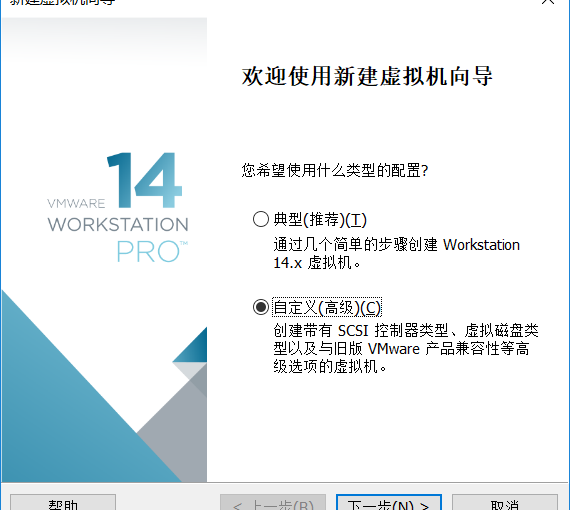 新建虚拟机向导
欢迎使用新建虚拟机向导
14
VMWARE
WORKSTATION
PRO™
您希望使用什么类型的配置?
典型(推荐)(T)
通过几个简单的步骤创建 Workstation
14.x 虚拟机。
自定义(高级)(C)
创建带有 SCSI 控制器类型、虚拟磁盘类
型以及与旧版 VMware 产品兼容性等高
级选项的虚拟机。
帮助
< 上一步(B)
下一步(N) >
取消